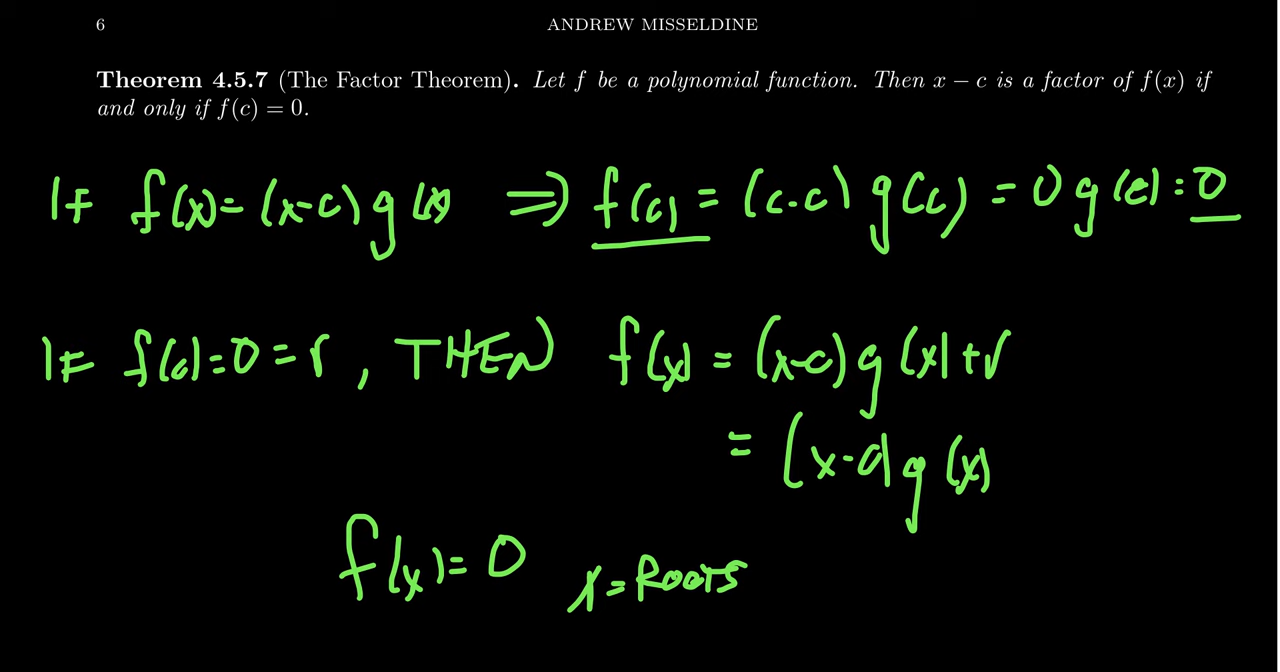 6 ANDREW MISSELDINE
Theorem 4.5.7 (The Factor Theorem). Let f be a polynomial function. Then x − c is a factor of f(x) if
and only if f(c) = 0.
IF f(x)= (x-c) g(x) ⇒ f(c) = (c-c) g(c) = 0 g(c) = 0
IF f(c)=0=r, THEN f(x) = (x-c) g(x)+r
= (x-c) g(x)
f(x)=0 x=Roots